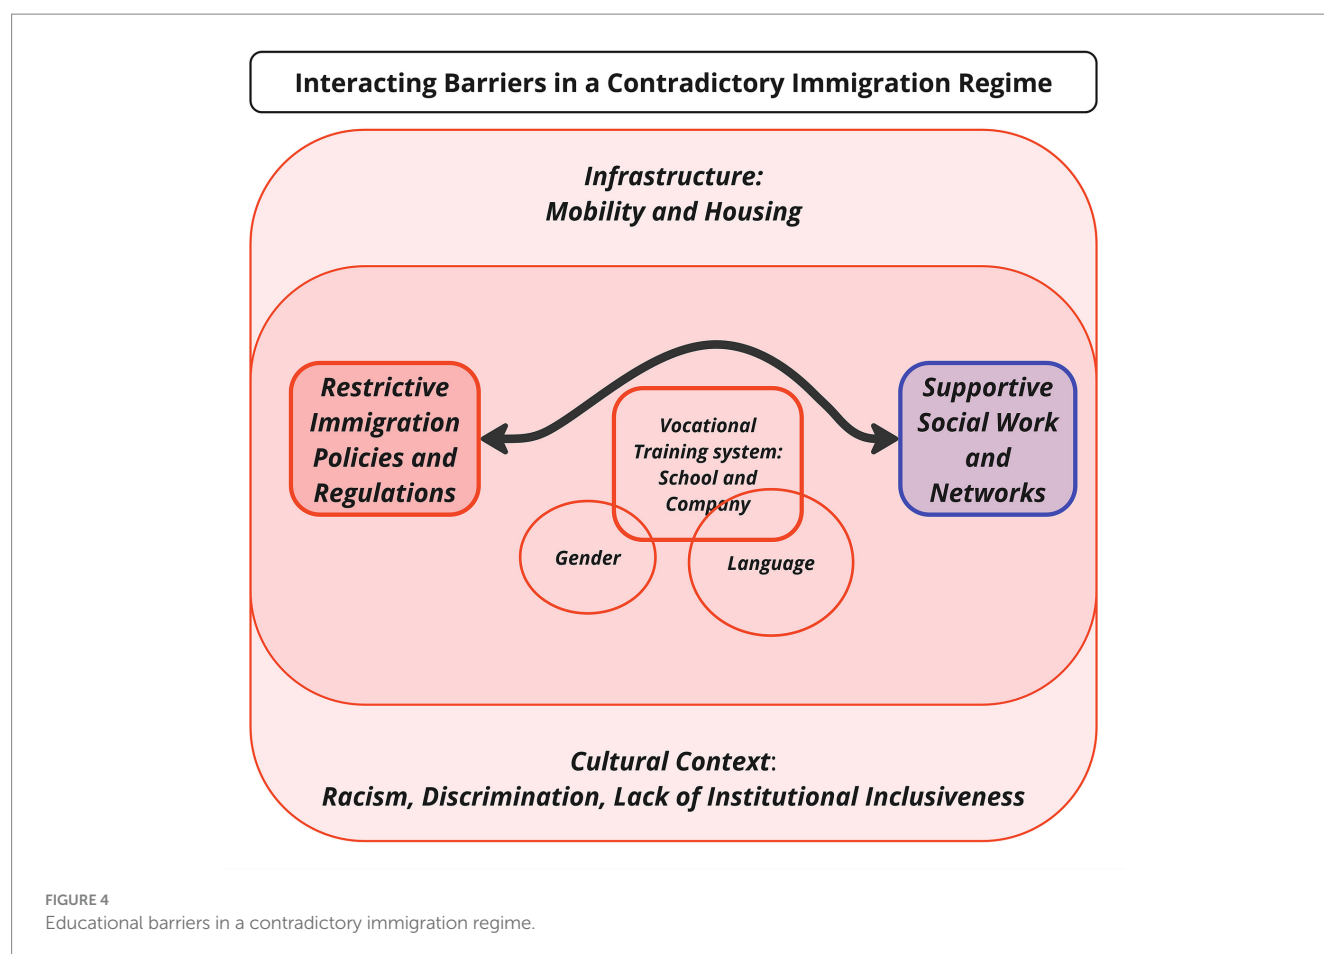 Interacting Barriers in a Contradictory Immigration Regime
Infrastructure:
Mobility and Housing
Restrictive
Immigration
Policies and
Regulations
Vocational
Training system:
School and
Company
Supportive
Social Work
and
Networks
Gender
Language
Cultural Context:
Racism, Discrimination, Lack of Institutional Inclusiveness
FIGURE 4
Educational barriers in a contradictory immigration regime.